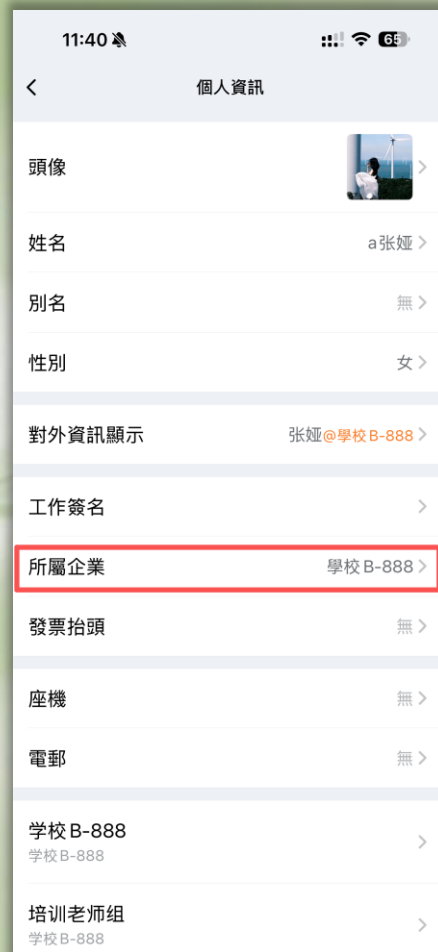 11:40
65
個人資訊
頭像
姓名 a张娅
別名 無
性別 女
對外資訊顯示 张娅@學校B-888
工作簽名
所屬企業 學校B-888
發票抬頭 無
座機 無
電郵 無
学校B-888
学校B-888
培训老师组
学校B-888